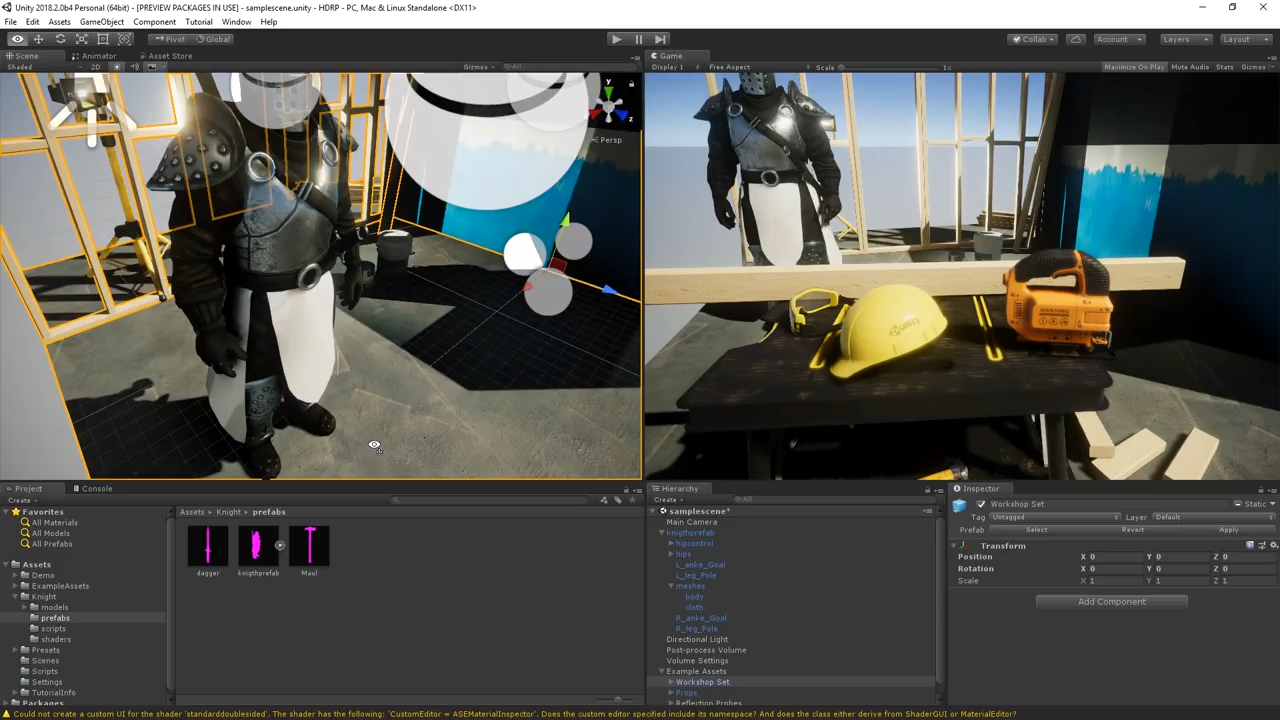 Unity 2018.2.0b4 Personal (64bit) - [PREVIEW PACKAGES IN USE] - samplescene.unity - HDRP - PC, Mac & Linux Standalone <DX11>
File Edit Assets GameObject Component Tutorial Window Help
Pivot Global
Collab Account Layers Layout
Scene Animator Asset Store
Game
Shaded 2D Gizmos All
Display 1 Free Aspect Scale 1x Maximize On Play Mute Audio Stats Gizmos
y
x
z
Persp
unity
WARNING
Project Console
Create
Favorites
All Materials
All Models
All Prefabs
Assets
Demo
ExampleAssets
Knight
models
prefabs
scripts
shaders
Presets
Scenes
Scripts
Settings
TutorialInfo
Packages
Assets Knight prefabs
dagger knigthprefab Maul
Hierarchy
Create All
samplescene*
Main Camera
knigthprefab
hipcontrol
hips
L_anke_Goal
L_leg_Pole
meshes
body
cloth
R_anke_Goal
R_leg_Pole
Directional Light
Post-process Volume
Volume Settings
Example Assets
Workshop Set
Props
Reflection Probes
Inspector
Workshop Set Static
Tag Untagged Layer Default
Prefab Select Revert Apply
Transform
Position X 0 Y 0 Z 0
Rotation X 0 Y 0 Z 0
Scale X 1 Y 1 Z 1
Add Component
Could not create a custom UI for the shader 'standarddoublesided'. The shader has the following: 'CustomEditor = ASEMaterialInspector'. Does the custom editor specified include its namespace? And does the class either derive from ShaderGUI or MaterialEditor?